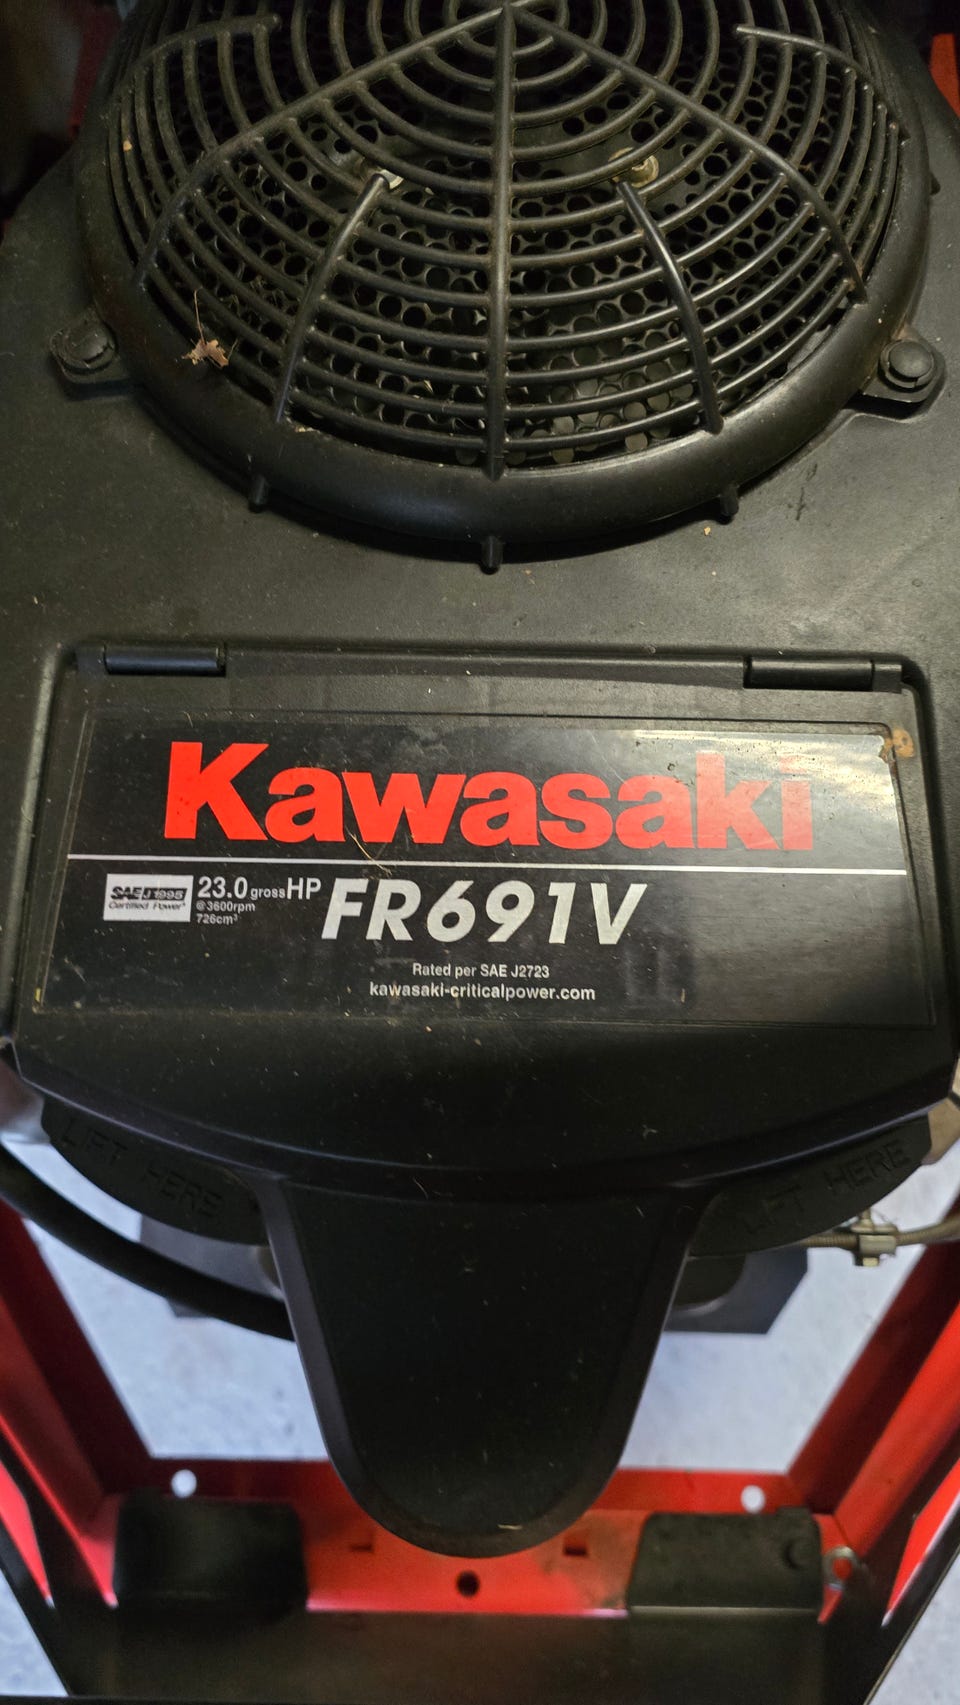 Kawasaki
SAE J1995
Certified Power
23.0 gross HP
@3600rpm
726cm³
FR691V
Rated per SAE J2723
kawasaki-criticalpower.com
LIFT HERE
LIFT HERE